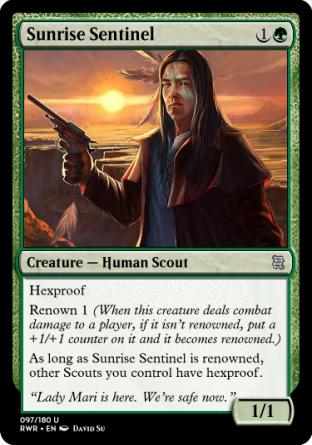 Sunrise Sentinel 1
Creature — Human Scout
Hexproof
Renown 1 (When this creature deals combat
damage to a player, if it isn't renowned, put a
+1/+1 counter on it and it becomes renowned.)
As long as Sunrise Sentinel is renowned,
other Scouts you control have hexproof.
“Lady Mari is here. We're safe now.”
1/1
097/180 U
RWR • EN David Su